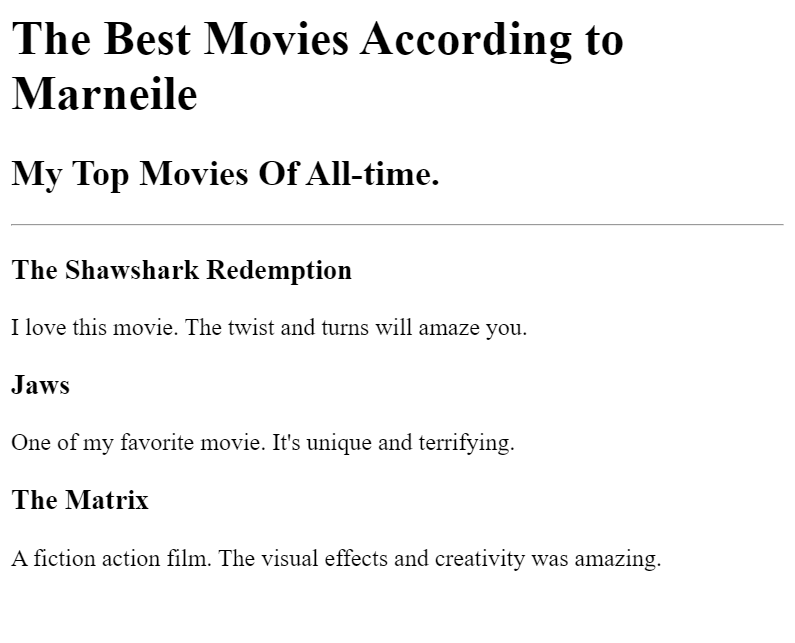 The Best Movies According to
Marneile
My Top Movies Of All-time.
The Shawshark Redemption
I love this movie. The twist and turns will amaze you.
Jaws
One of my favorite movie. It's unique and terrifying.
The Matrix
A fiction action film. The visual effects and creativity was amazing.